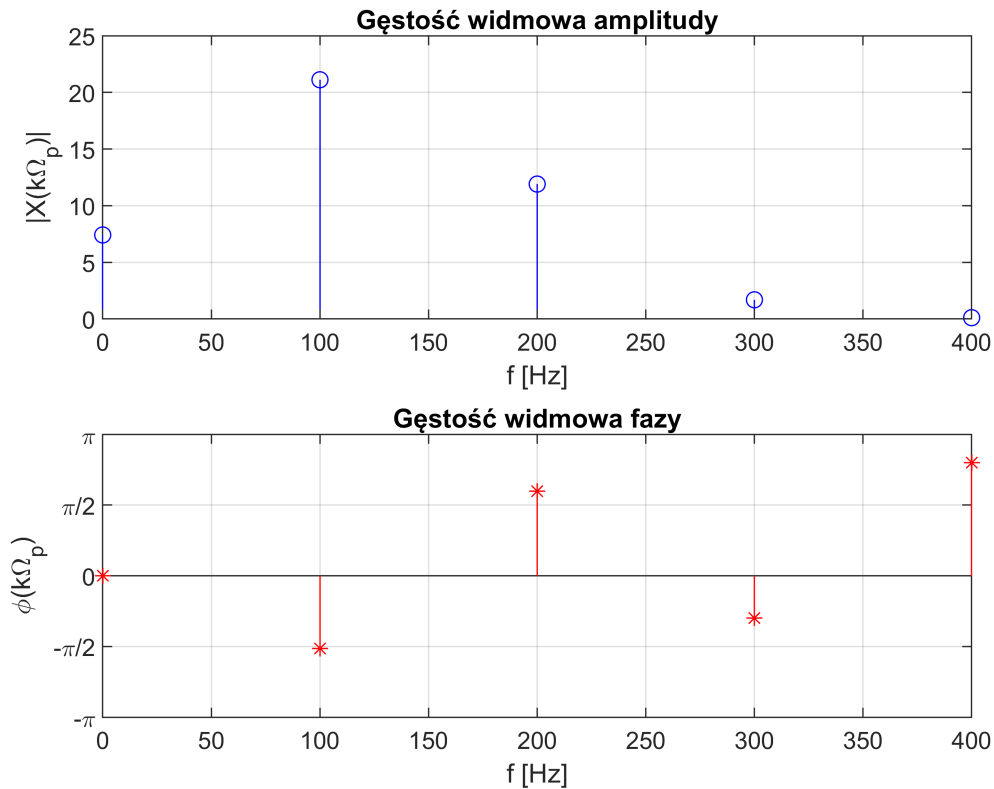 Gęstość widmowa amplitudy
|X(kΩp)|
25
20
15
10
5
0
0 50 100 150 200 250 300 350 400
f [Hz]
Gęstość widmowa fazy
ϕ(kΩp)
π
π/2
0
-π/2
-π
0 50 100 150 200 250 300 350 400
f [Hz]